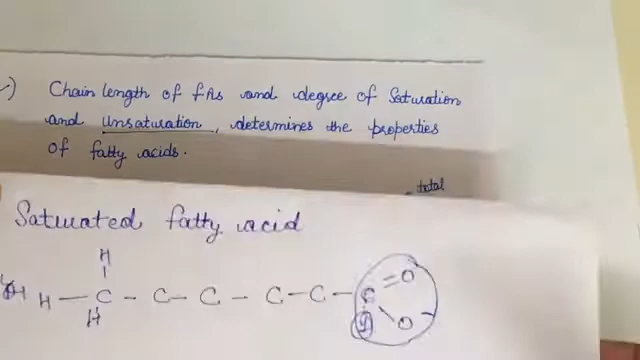 Chain length of FAs and degree of Saturation
and unsaturation, determines the properties
of fatty acids.
total
Saturated fatty acid
H
H — C - C - C - C - C - C = O
H
O